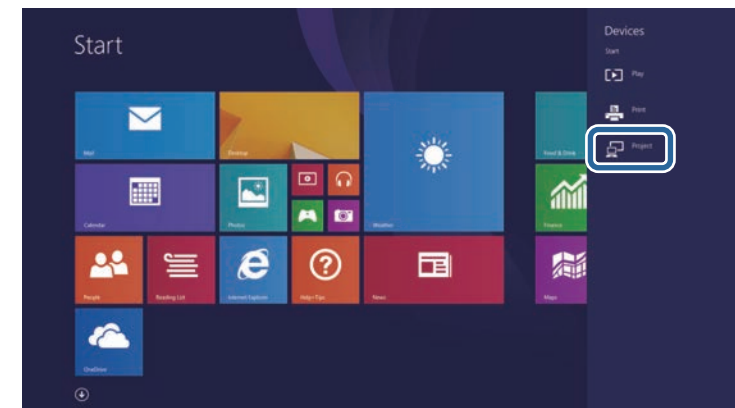 Start
Devices
Start
Play
Print
Project
Mail
Desktop
Food & Drink
Calendar
Photos
Weather
Finance
People
Reading List
Internet Explorer
Help+Tips
News
Maps
OneDrive